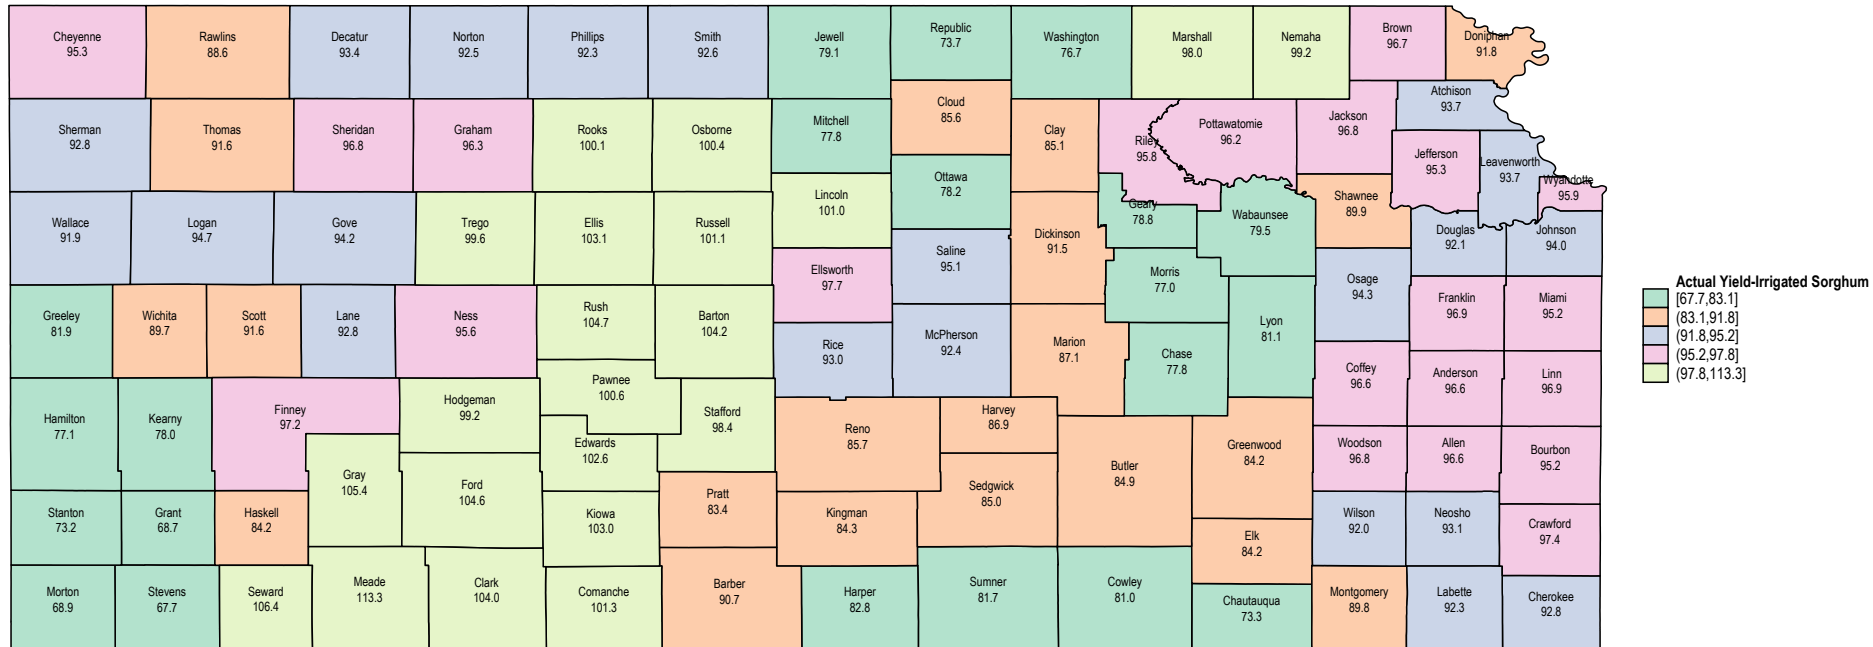 Cheyenne
95.3
Rawlins
88.6
Decatur
93.4
Norton
92.5
Phillips
92.3
Smith
92.6
Jewell
79.1
Republic
73.7
Washington
76.7
Marshall
98.0
Nemaha
99.2
Brown
96.7
Doniphan
91.8
Sherman
92.8
Thomas
91.6
Sheridan
96.8
Graham
96.3
Rooks
100.1
Osborne
100.4
Mitchell
77.8
Cloud
85.6
Clay
85.1
Riley
95.8
Pottawatomie
96.2
Jackson
96.8
Atchison
93.7
Jefferson
95.3
Leavenworth
93.7
Wyandotte
95.9
Wallace
91.9
Logan
94.7
Gove
94.2
Trego
99.6
Ellis
103.1
Russell
101.1
Lincoln
101.0
Ottawa
78.2
Saline
95.1
Dickinson
91.5
Geary
78.8
Wabaunsee
79.5
Shawnee
89.9
Douglas
92.1
Johnson
94.0
Ellsworth
97.7
Morris
77.0
Osage
94.3
Franklin
96.9
Miami
95.2
Greeley
81.9
Wichita
89.7
Scott
91.6
Lane
92.8
Ness
95.6
Rush
104.7
Barton
104.2
Rice
93.0
McPherson
92.4
Marion
87.1
Chase
77.8
Lyon
81.1
Coffey
96.6
Anderson
96.6
Linn
96.9
Hamilton
77.1
Kearny
78.0
Finney
97.2
Hodgeman
99.2
Pawnee
100.6
Stafford
98.4
Edwards
102.6
Gray
105.4
Ford
104.6
Reno
85.7
Harvey
86.9
Sedgwick
85.0
Butler
84.9
Greenwood
84.2
Woodson
96.8
Allen
96.6
Bourbon
95.2
Stanton
73.2
Grant
68.7
Haskell
84.2
Kiowa
103.0
Pratt
83.4
Kingman
84.3
Elk
84.2
Wilson
92.0
Neosho
93.1
Crawford
97.4
Morton
68.9
Stevens
67.7
Seward
106.4
Meade
113.3
Clark
104.0
Comanche
101.3
Barber
90.7
Harper
82.8
Sumner
81.7
Cowley
81.0
Chautauqua
73.3
Montgomery
89.8
Labette
92.3
Cherokee
92.8
Actual Yield-Irrigated Sorghum
[67.7,83.1]
(83.1,91.8]
(91.8,95.2]
(95.2,97.8]
(97.8,113.3]